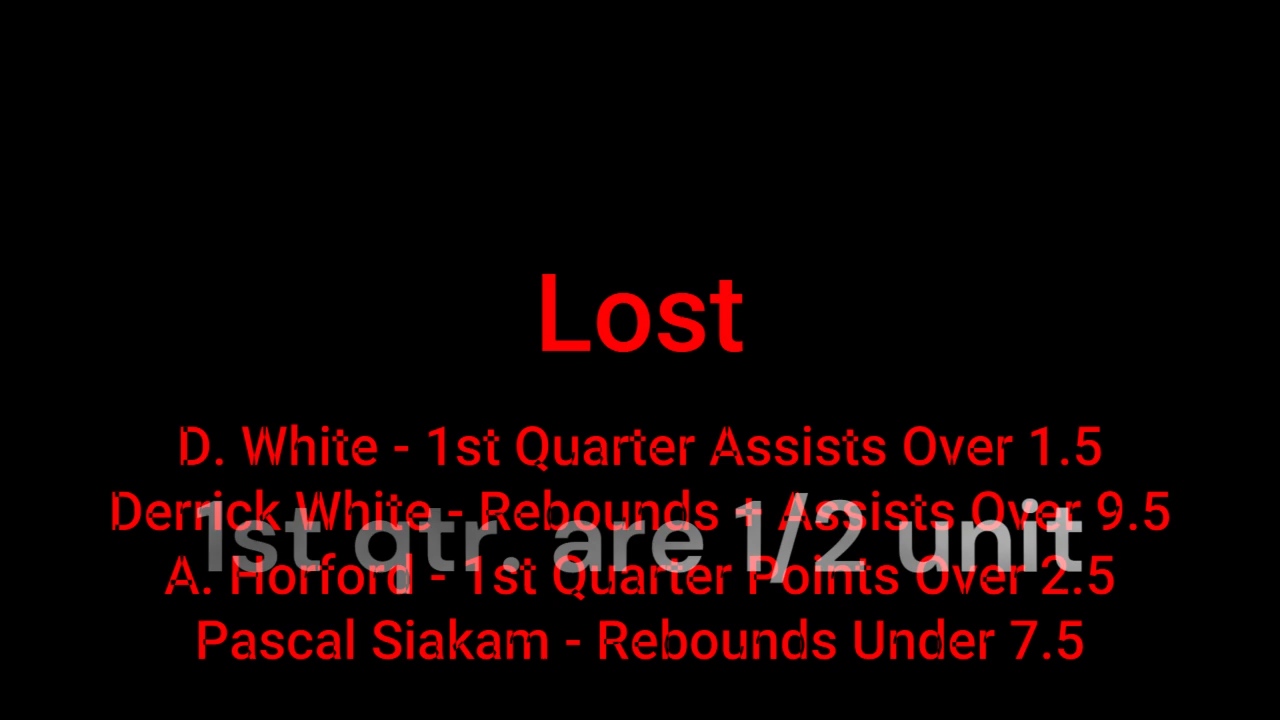 Lost
D. White - 1st Quarter Assists Over 1.5
Derrick White - Rebounds + Assists Over 9.5
1st qtr. are 1/2 unit
A. Horford - 1st Quarter Points Over 2.5
Pascal Siakam - Rebounds Under 7.5